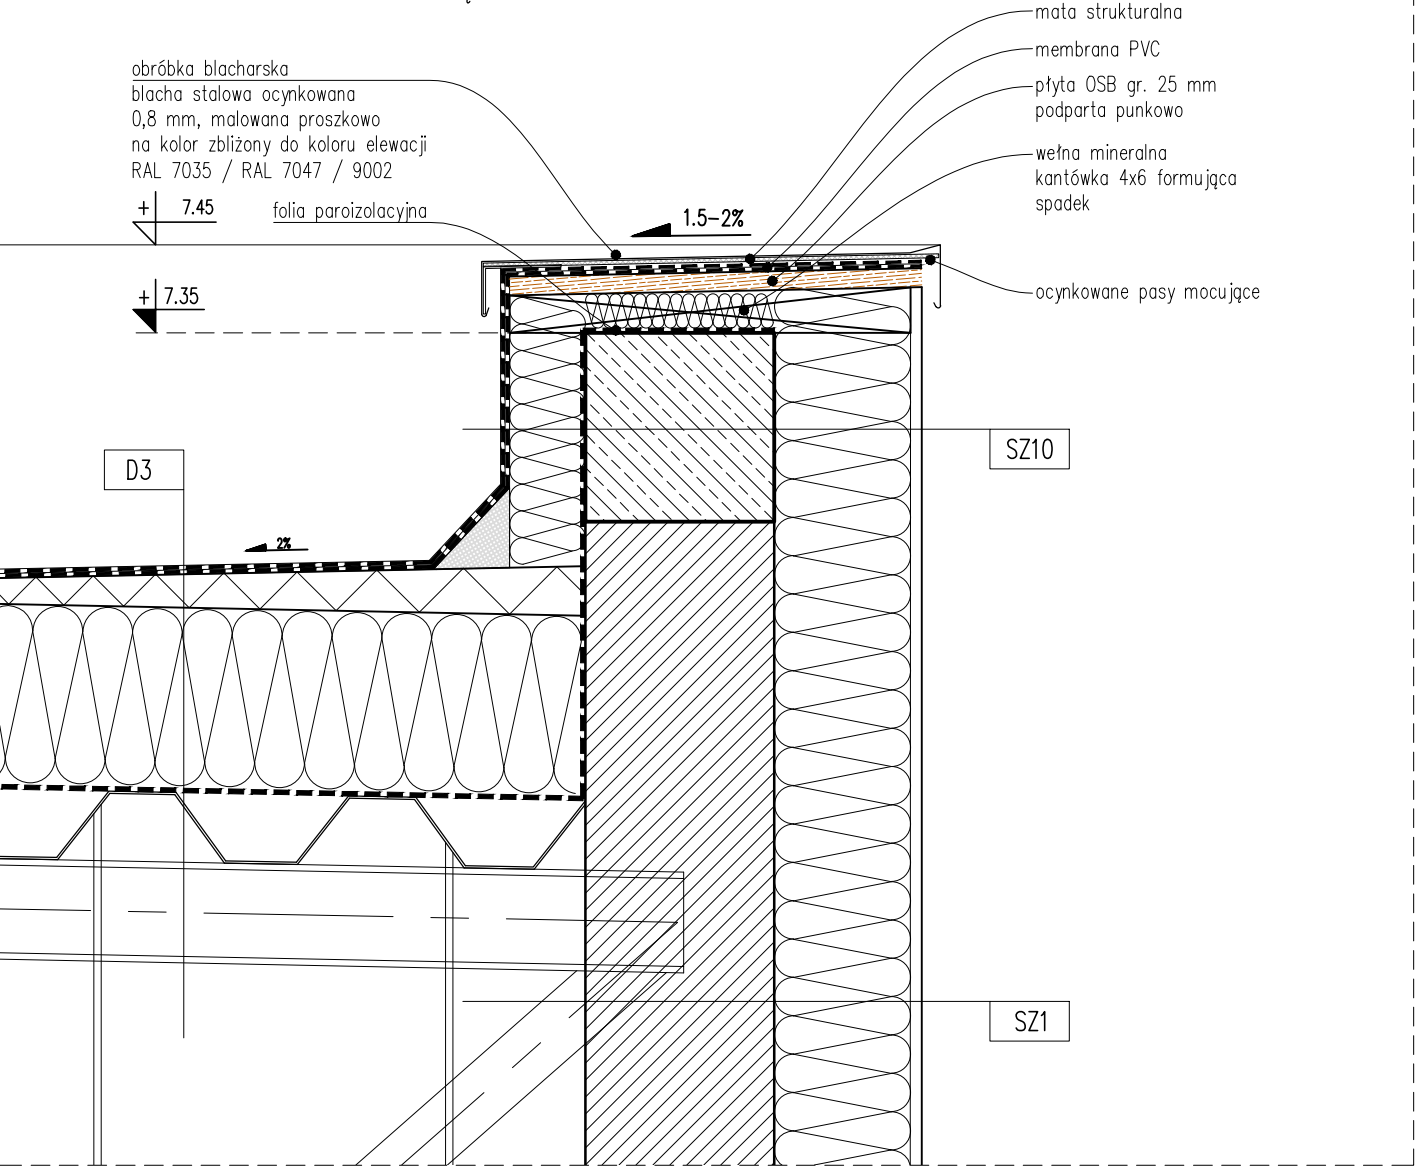 mata strukturalna
membrana PVC
płyta OSB gr. 25 mm
podparta punkowo
wełna mineralna
kantówka 4x6 formująca
spadek
obróbka blacharska
blacha stalowa ocynkowana
0,8 mm, malowana proszkowo
na kolor zbliżony do koloru elewacji
RAL 7035 / RAL 7047 / 9002
+ 7.45
folia paroizolacyjna
1.5-2%
+ 7.35
ocynkowane pasy mocujące
SZ10
D3
2%
SZ1